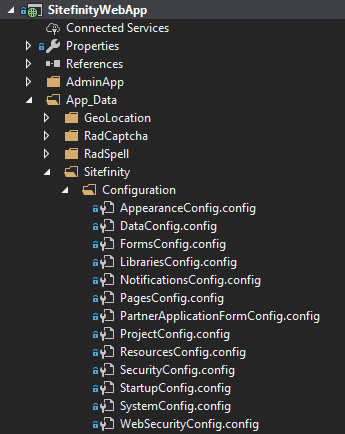 SitefinityWebApp
Connected Services
Properties
References
AdminApp
App_Data
GeoLocation
RadCaptcha
RadSpell
Sitefinity
Configuration
AppearanceConfig.config
DataConfig.config
FormsConfig.config
LibrariesConfig.config
NotificationsConfig.config
PagesConfig.config
PartnerApplicationFormConfig.config
ProjectConfig.config
ResourcesConfig.config
SecurityConfig.config
StartupConfig.config
SystemConfig.config
WebSecurityConfig.config